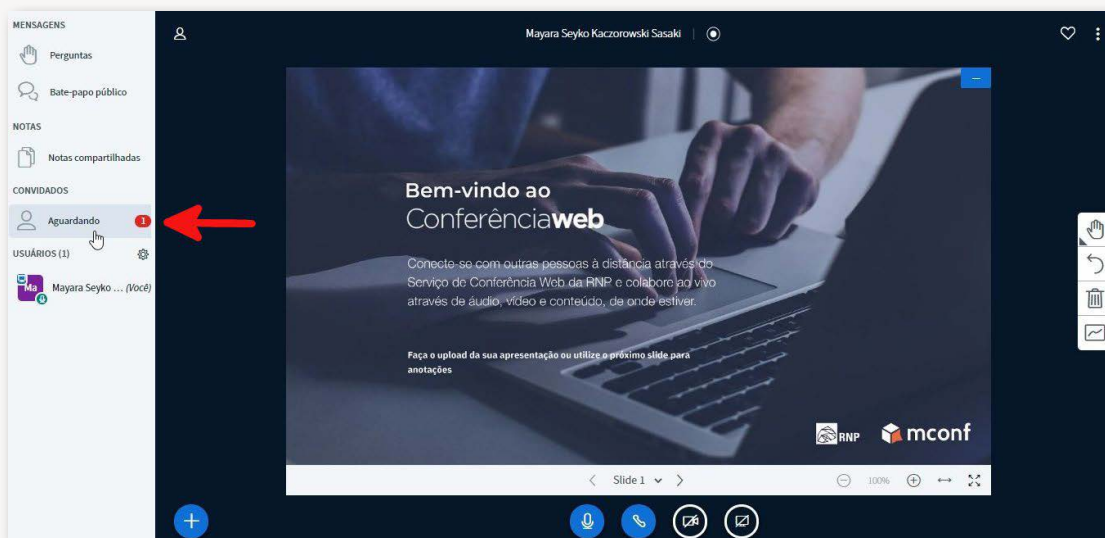 MENSAGENS
Perguntas
Bate-papo público
NOTAS
Notas compartilhadas
CONVIDADOS
Aguardando
1
USUÁRIOS (1)
Ma
Mayara Seyko ... (Você)
Mayara Seyko Kaczorowski Sasaki
Bem-vindo ao
Conferênciaweb
Conecte-se com outras pessoas à distância através do
Serviço de Conferência Web da RNP e colabore ao vivo
através de áudio, vídeo e conteúdo, de onde estiver.
Faça o upload da sua apresentação ou utilize o próximo slide para
anotações
RNP
mconf
Slide 1
100%